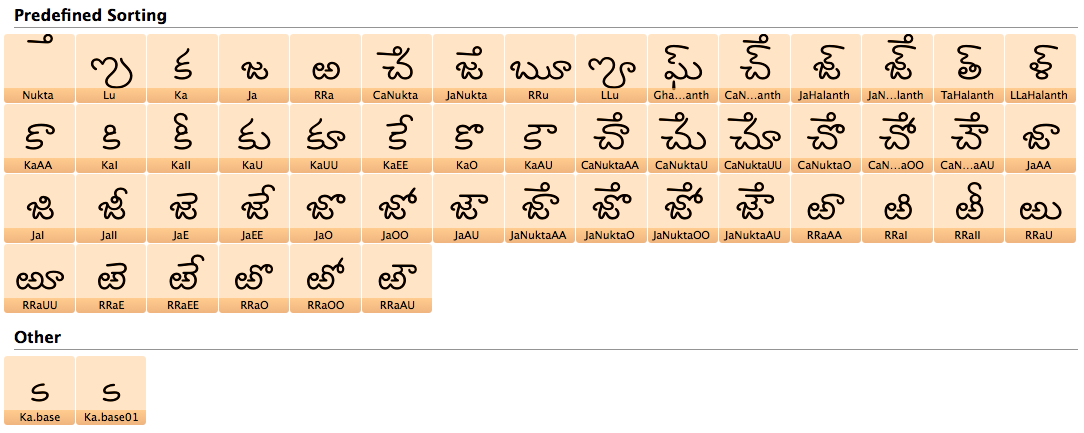 Predefined Sorting
ఌ క జ ఱ ౘ ౙ ౠ ౡ ఘ్ ౘ్ జ్ ౙ్ త్ ళ్
Nukta Lu Ka Ja RRa CaNukta JaNukta RRu LLu Gha…anth CaN…anth JaHalanth JaN…lanth TaHalanth LLaHalanth
కా కి కీ కు కూ కే కొ కౌ ౘా ౘు ౘూ ౘొ ౘో ౘౌ జా
KaAA KaI KaII KaU KaUU KaEE KaO KaAU CaNuktaAA CaNuktaU CaNuktaUU CaNuktaO CaN…aOO CaN…aAU JaAA
జి జీ జె జే జొ జో జౌ ౙా ౙొ ౙో ౙౌ ఱా ఱి ఱీ ఱు
JaI JaII JaE JaEE JaO JaOO JaAU JaNuktaAA JaNuktaO JaNuktaOO JaNuktaAU RRaAA RRaI RRaII RRaU
ఱూ ఱె ఱే ఱొ ఱో ఱౌ
RRaUU RRaE RRaEE RRaO RRaOO RRaAU
Other
Ka.base Ka.base01